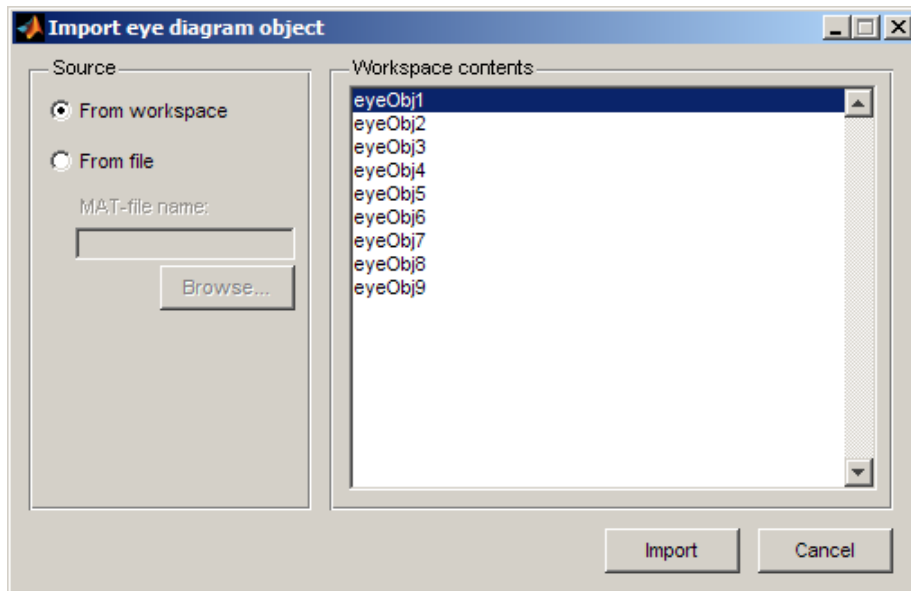 Import eye diagram object
Source
From workspace
From file
MAT-file name:
Browse...
Workspace contents
eyeObj1
eyeObj2
eyeObj3
eyeObj4
eyeObj5
eyeObj6
eyeObj7
eyeObj8
eyeObj9
Import
Cancel